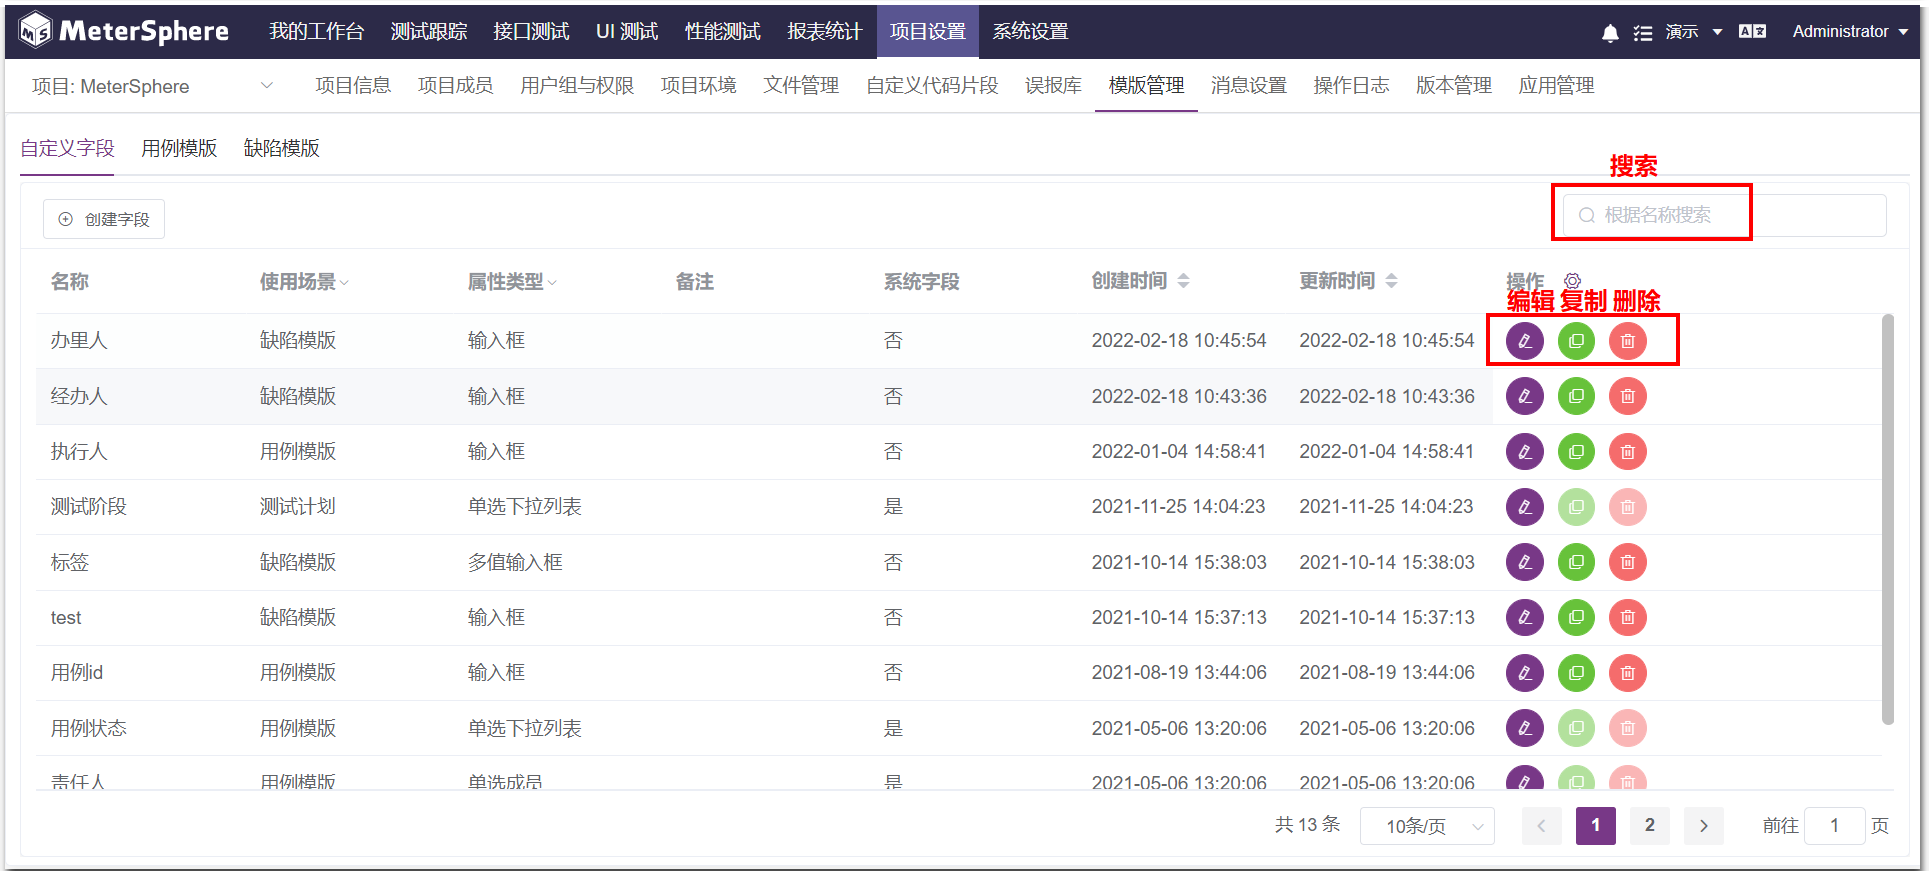 MeterSphere 我的工作台 测试跟踪 接口测试 UI 测试 性能测试 报表统计 项目设置 系统设置 演示 Administrator
项目: MeterSphere 项目信息 项目成员 用户组与权限 项目环境 文件管理 自定义代码片段 误报库 模版管理 消息设置 操作日志 版本管理 应用管理
自定义字段 用例模版 缺陷模版
搜索
创建字段 根据名称搜索
名称 使用场景 属性类型 备注 系统字段 创建时间 更新时间 操作
编辑 复制 删除
办里人 缺陷模版 输入框 否 2022-02-18 10:45:54 2022-02-18 10:45:54
经办人 缺陷模版 输入框 否 2022-02-18 10:43:36 2022-02-18 10:43:36
执行人 用例模版 输入框 否 2022-01-04 14:58:41 2022-01-04 14:58:41
测试阶段 测试计划 单选下拉列表 是 2021-11-25 14:04:23 2021-11-25 14:04:23
标签 缺陷模版 多值输入框 否 2021-10-14 15:38:03 2021-10-14 15:38:03
test 缺陷模版 输入框 否 2021-10-14 15:37:13 2021-10-14 15:37:13
用例id 用例模版 输入框 否 2021-08-19 13:44:06 2021-08-19 13:44:06
用例状态 用例模版 单选下拉列表 是 2021-05-06 13:20:06 2021-05-06 13:20:06
责任人 用例模版 单选成员 是 2021-05-06 13:20:06 2021-05-06 13:20:06
共 13 条 10条/页 1 2 前往 1 页